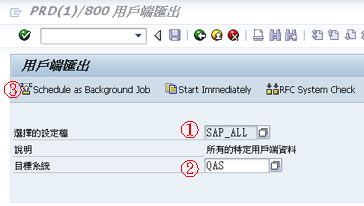 PRD(1)/800 用戶端匯出
用戶端匯出
③ Schedule as Background Job Start Immediately RFC System Check
選擇的設定檔 ① SAP_ALL
說明 所有的特定用戶端資料
目標系統 ② QAS